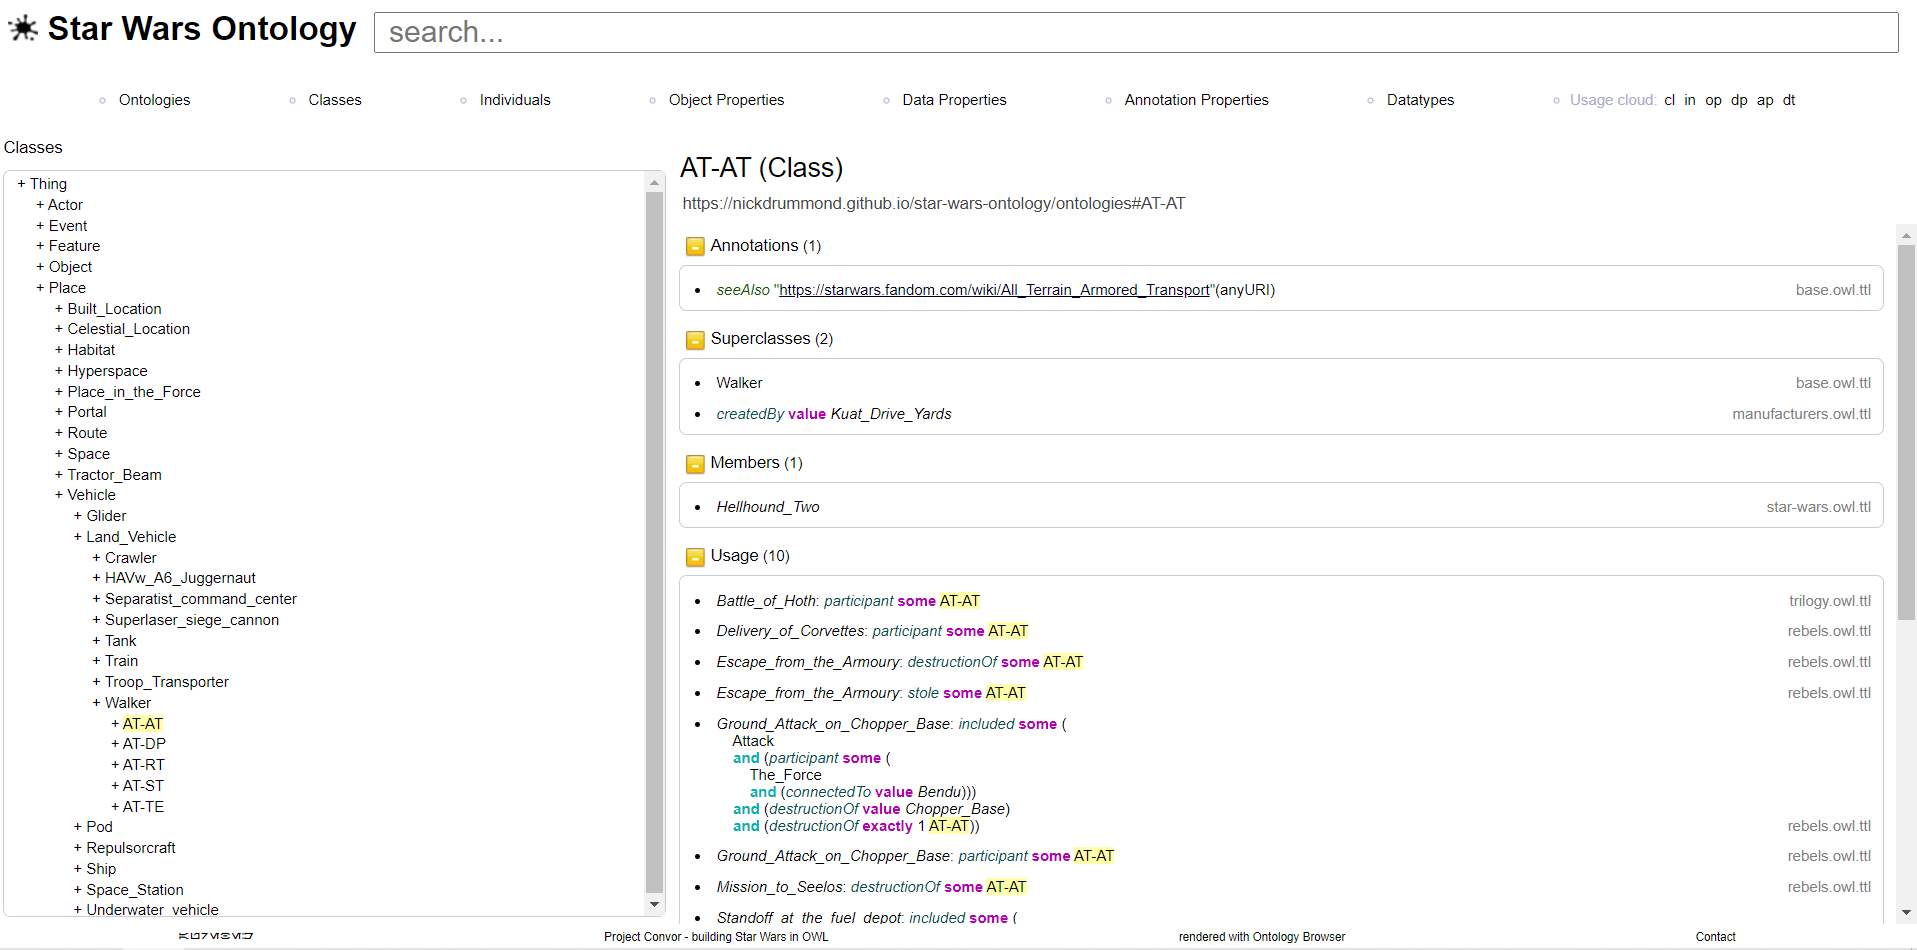 Star Wars Ontology
search...
Ontologies
Classes
Individuals
Object Properties
Data Properties
Annotation Properties
Datatypes
Usage cloud: cl in op dp ap dt
Classes
+ Thing
+ Actor
+ Event
+ Feature
+ Object
+ Place
+ Built_Location
+ Celestial_Location
+ Habitat
+ Hyperspace
+ Place_in_the_Force
+ Portal
+ Route
+ Space
+ Tractor_Beam
+ Vehicle
+ Glider
+ Land_Vehicle
+ Crawler
+ HAVw_A6_Juggernaut
+ Separatist_command_center
+ Superlaser_siege_cannon
+ Tank
+ Train
+ Troop_Transporter
+ Walker
+ AT-AT
+ AT-DP
+ AT-RT
+ AT-ST
+ AT-TE
+ Pod
+ Repulsorcraft
+ Ship
+ Space_Station
+ Underwater_vehicle
AT-AT (Class)
https://nickdrummond.github.io/star-wars-ontology/ontologies#AT-AT
Annotations (1)
seeAlso "https://starwars.fandom.com/wiki/All_Terrain_Armored_Transport"(anyURI) base.owl.ttl
Superclasses (2)
Walker base.owl.ttl
createdBy value Kuat_Drive_Yards manufacturers.owl.ttl
Members (1)
Hellhound_Two star-wars.owl.ttl
Usage (10)
Battle_of_Hoth: participant some AT-AT trilogy.owl.ttl
Delivery_of_Corvettes: participant some AT-AT rebels.owl.ttl
Escape_from_the_Armoury: destructionOf some AT-AT rebels.owl.ttl
Escape_from_the_Armoury: stole some AT-AT rebels.owl.ttl
Ground_Attack_on_Chopper_Base: included some (
Attack
and (participant some (
The_Force
and (connectedTo value Bendu)))
and (destructionOf value Chopper_Base)
and (destructionOf exactly 1 AT-AT)) rebels.owl.ttl
Ground_Attack_on_Chopper_Base: participant some AT-AT rebels.owl.ttl
Mission_to_Seelos: destructionOf some AT-AT rebels.owl.ttl
Standoff_at_the_fuel_depot: included some (
Project Convor - building Star Wars in OWL
rendered with Ontology Browser
Contact